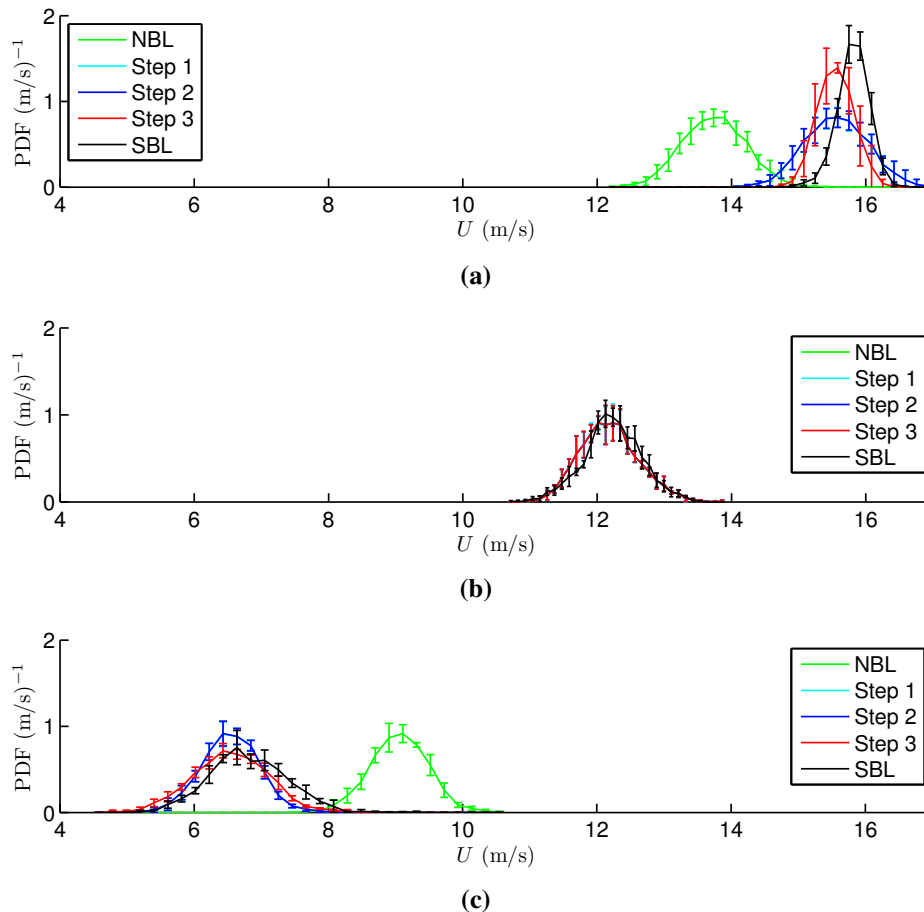 2
1
0
PDF (m/s)⁻¹
NBL
Step 1
Step 2
Step 3
SBL
4 6 8 10 12 14 16
U (m/s)
(a)
2
1
0
PDF (m/s)⁻¹
NBL
Step 1
Step 2
Step 3
SBL
4 6 8 10 12 14 16
U (m/s)
(b)
2
1
0
PDF (m/s)⁻¹
NBL
Step 1
Step 2
Step 3
SBL
4 6 8 10 12 14 16
U (m/s)
(c)